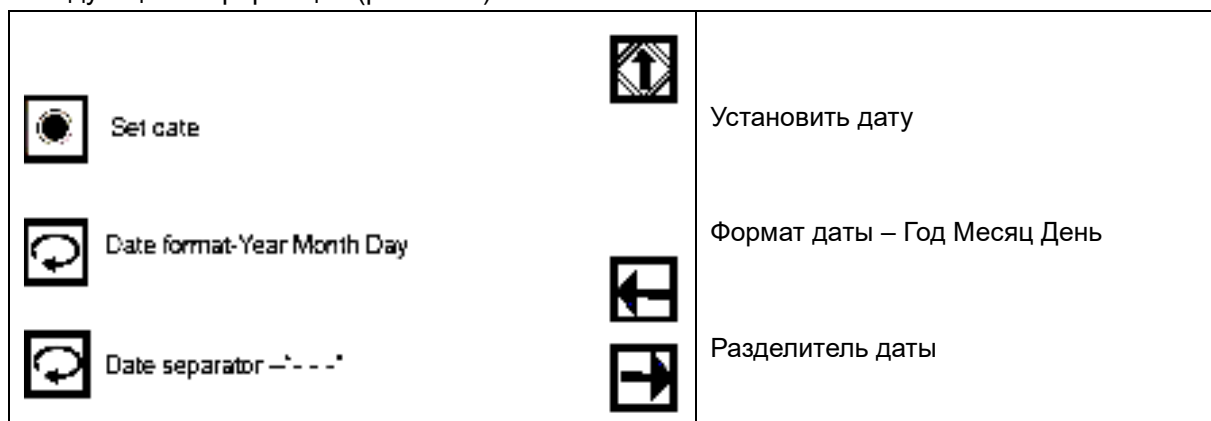 Set cate
Установить дату
Date format-Year Month Day
Формат даты – Год Месяц День
Date separator –`- - -"
Разделитель даты